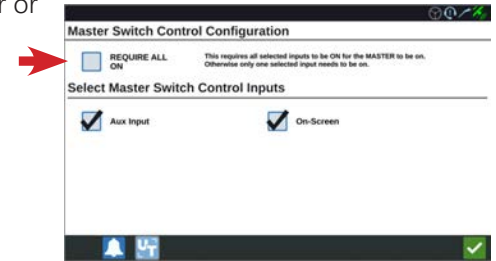 r or
Master Switch Control Configuration
REQUIRE ALL
ON
This requires all selected inputs to be ON for the MASTER to be on.
Otherwise only one selected input needs to be on.
Select Master Switch Control Inputs
Aux Input
On-Screen
UT